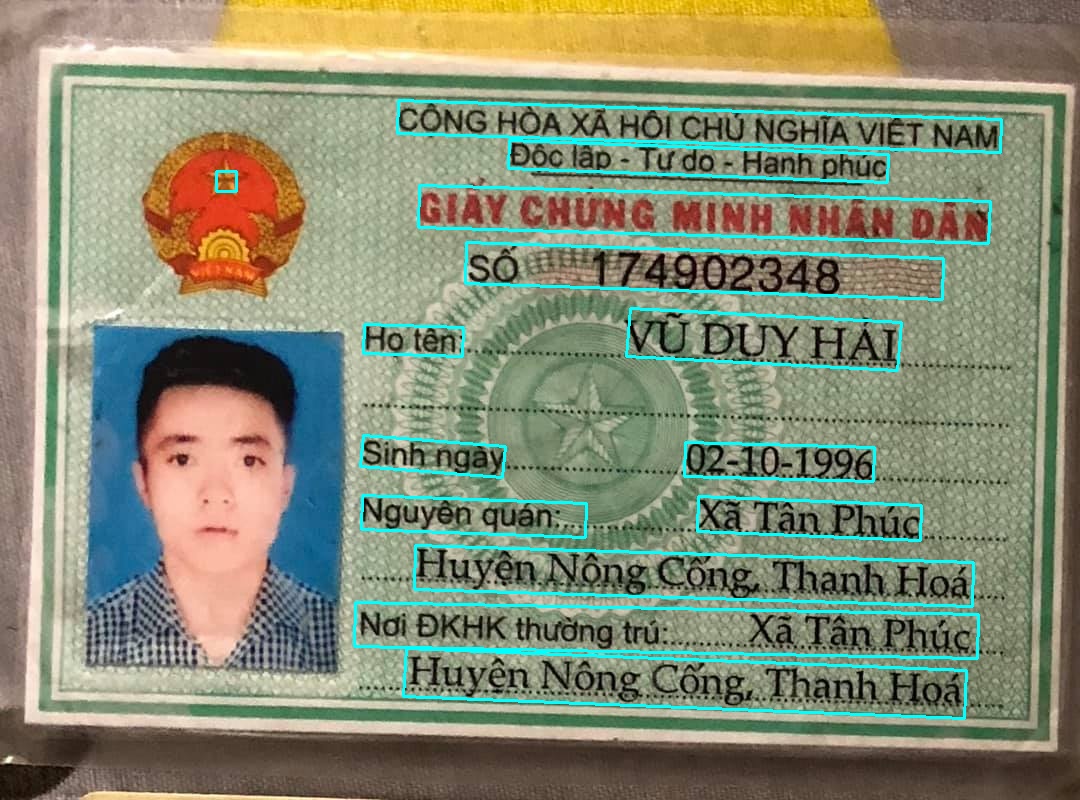 CỘNG HÒA XÃ HỘI CHỦ NGHĨA VIỆT NAM
Độc lập - Tự do - Hạnh phúc
GIẤY CHỨNG MINH NHÂN DÂN
SỐ 174902348
Họ tên: VŨ DUY HẢI
Sinh ngày 02-10-1996
Nguyên quán: Xã Tân Phúc
Huyện Nông Cống, Thanh Hoá
Nơi ĐKHK thường trú: Xã Tân Phúc
Huyện Nông Cống, Thanh Hoá